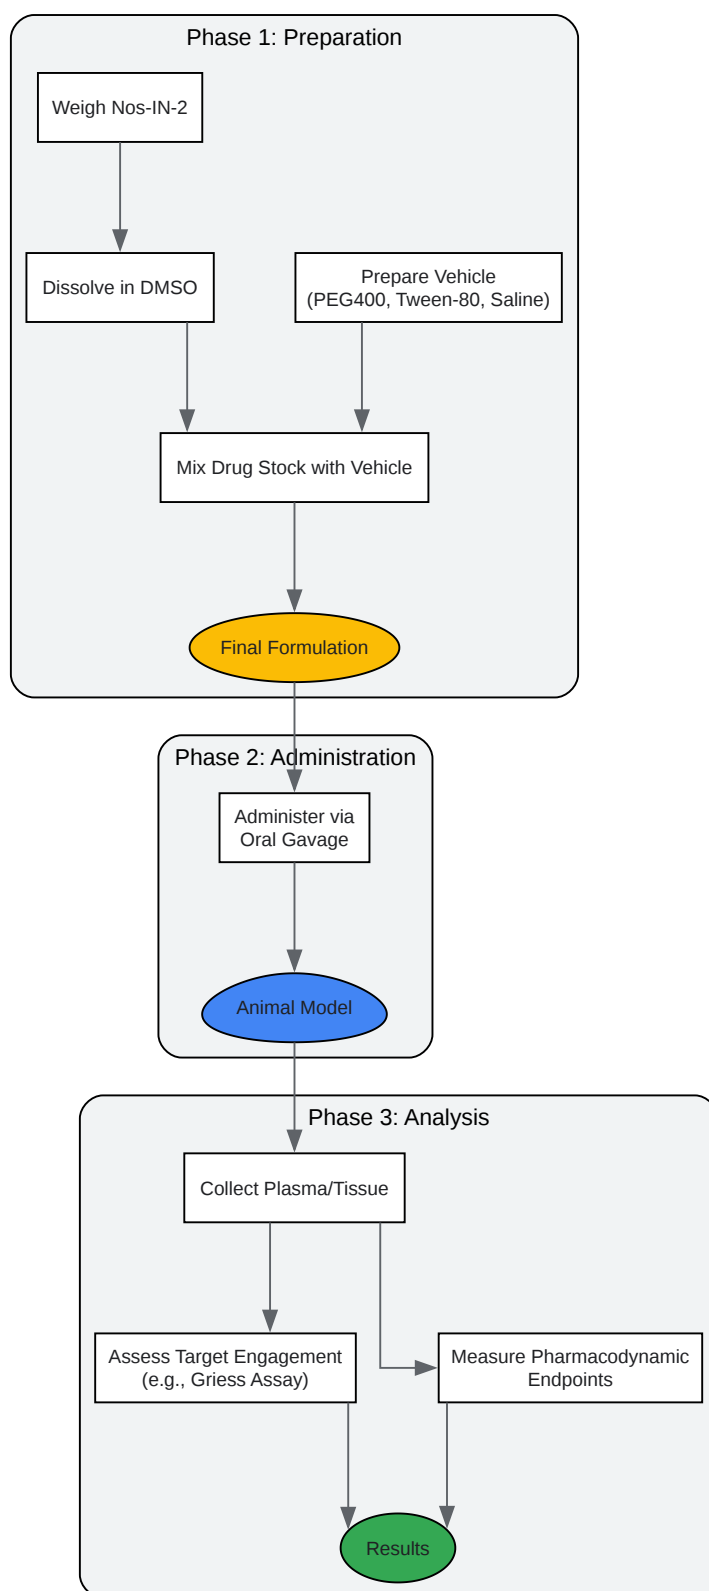 Phase 1: Preparation
Weigh Nos-IN-2
Dissolve in DMSO
Prepare Vehicle
(PEG400, Tween-80, Saline)
Mix Drug Stock with Vehicle
Final Formulation
Phase 2: Administration
Administer via
Oral Gavage
Animal Model
Phase 3: Analysis
Collect Plasma/Tissue
Assess Target Engagement
(e.g., Griess Assay)
Measure Pharmacodynamic
Endpoints
Results